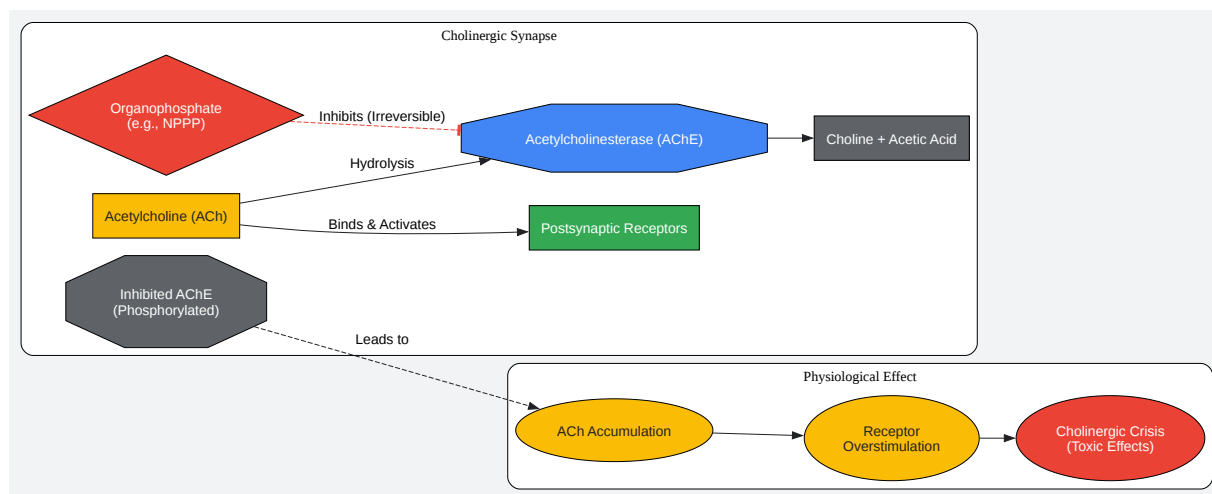 Cholinergic Synapse
Organophosphate
(e.g., NPPP)
Inhibits (Irreversible)
Acetylcholinesterase (AChE)
Choline + Acetic Acid
Hydrolysis
Acetylcholine (ACh)
Binds & Activates
Postsynaptic Receptors
Inhibited AChE
(Phosphorylated)
Leads to
Physiological Effect
ACh Accumulation
Receptor
Overstimulation
Cholinergic Crisis
(Toxic Effects)